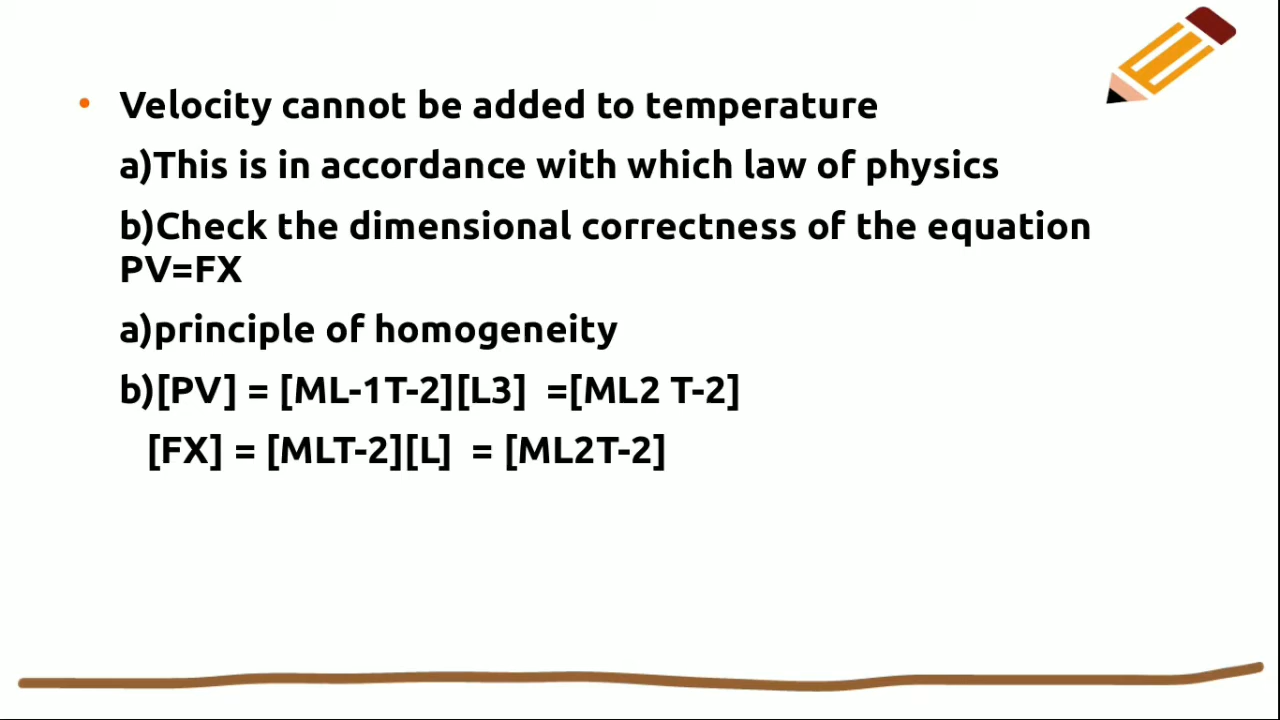 • Velocity cannot be added to temperature
a)This is in accordance with which law of physics
b)Check the dimensional correctness of the equation
PV=FX
a)principle of homogeneity
b)[PV] = [ML-1T-2][L3]  =[ML2 T-2]
[FX] = [MLT-2][L]  = [ML2T-2]